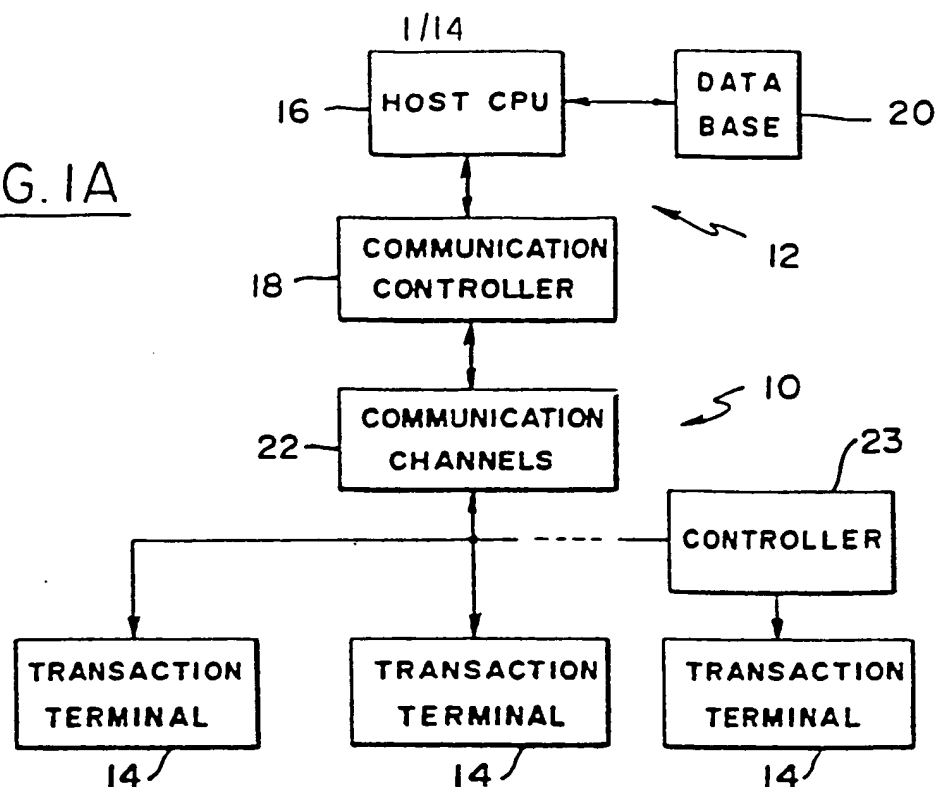 1/14
HOST CPU
16
DATA
BASE
20
G. 1A
12
COMMUNICATION
CONTROLLER
18
10
COMMUNICATION
CHANNELS
22
23
CONTROLLER
TRANSACTION
TERMINAL
14
TRANSACTION
TERMINAL
14
TRANSACTION
TERMINAL
14